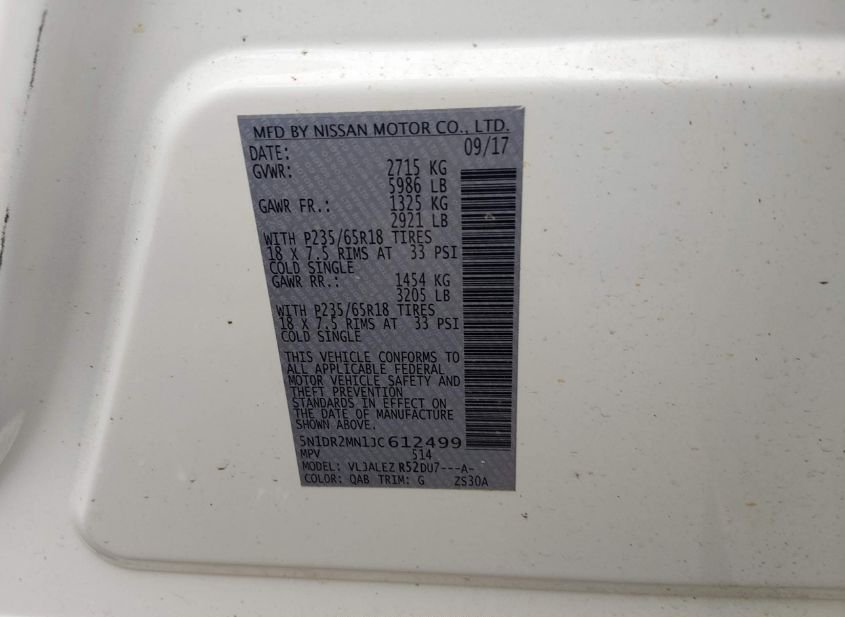 MFD BY NISSAN MOTOR CO., LTD.
DATE: 09/17
GVWR: 2715 KG
5986 LB
GAWR FR.: 1325 KG
2921 LB
WITH P235/65R18 TIRES
18 X 7.5 RIMS AT 33 PSI
COLD SINGLE
GAWR RR.: 1454 KG
3205 LB
WITH P235/65R18 TIRES
18 X 7.5 RIMS AT 33 PSI
COLD SINGLE
THIS VEHICLE CONFORMS TO
ALL APPLICABLE FEDERAL
MOTOR VEHICLE SAFETY AND
THEFT PREVENTION
STANDARDS IN EFFECT ON
THE DATE OF MANUFACTURE
SHOWN ABOVE.
5N1DR2MN1JC612499
MPV 514
MODEL: VLJALEZ R52DU7---A-
COLOR: QAB TRIM: G ZS30A